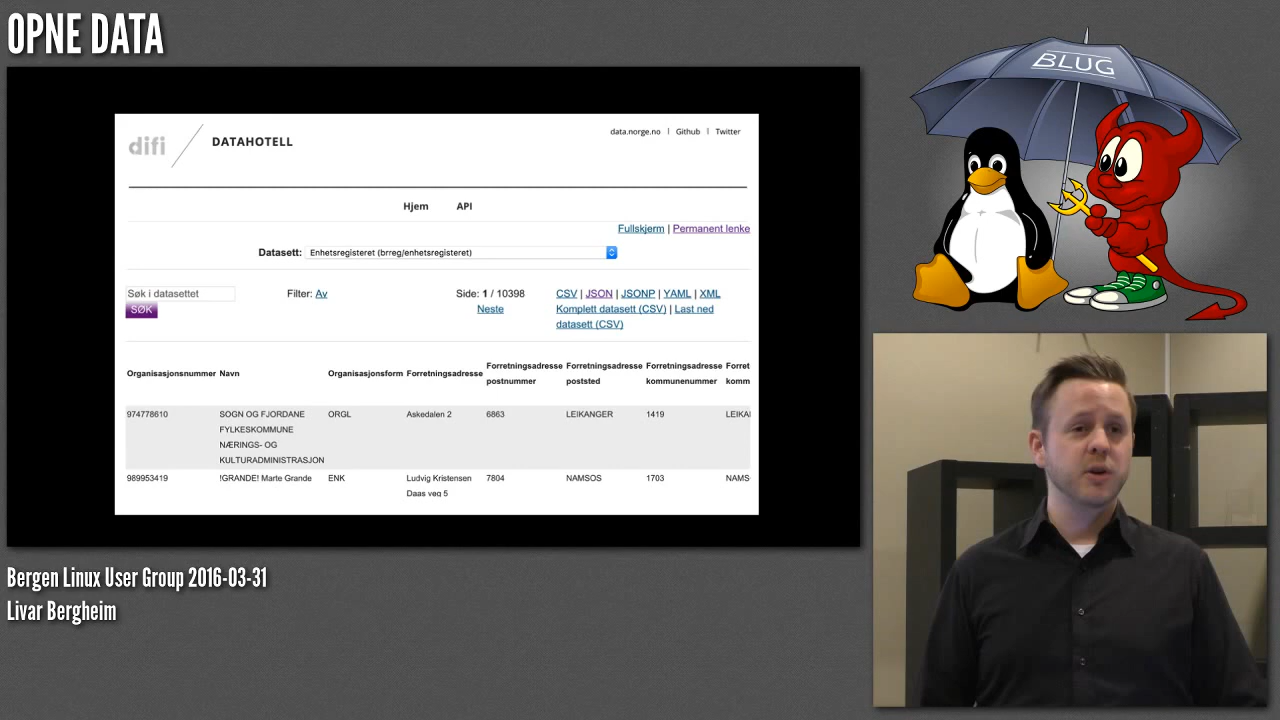 OPNE DATA
BLUG
difi
DATAHOTELL
data.norge.no | Github | Twitter
Hjem API
Fullskjerm | Permanent lenke
Datasett: Enhetsregisteret (brreg/enhetsregisteret)
Søk i datasettet
SØK
Filter: Av
Side: 1 / 10398
Neste
CSV | JSON | JSONP | YAML | XML
Komplett datasett (CSV) | Last ned
datasett (CSV)
Organisasjonsnummer Navn Organisasjonsform Forretningsadresse
Forretningsadresse
postnummer
Forretningsadresse
poststed
Forretningsadresse
kommunenummer
Forret
komm
974778610
SOGN OG FJORDANE
FYLKESKOMMUNE
NÆRINGS- OG
KULTURADMINISTRASJON
ORGL Askedalen 2 6863 LEIKANGER 1419 LEIKA
989953419 !GRANDE! Marte Grande ENK
Ludvig Kristensen
Daas veg 5
7804 NAMSOS 1703 NAMS
Bergen Linux User Group 2016-03-31
Livar Bergheim